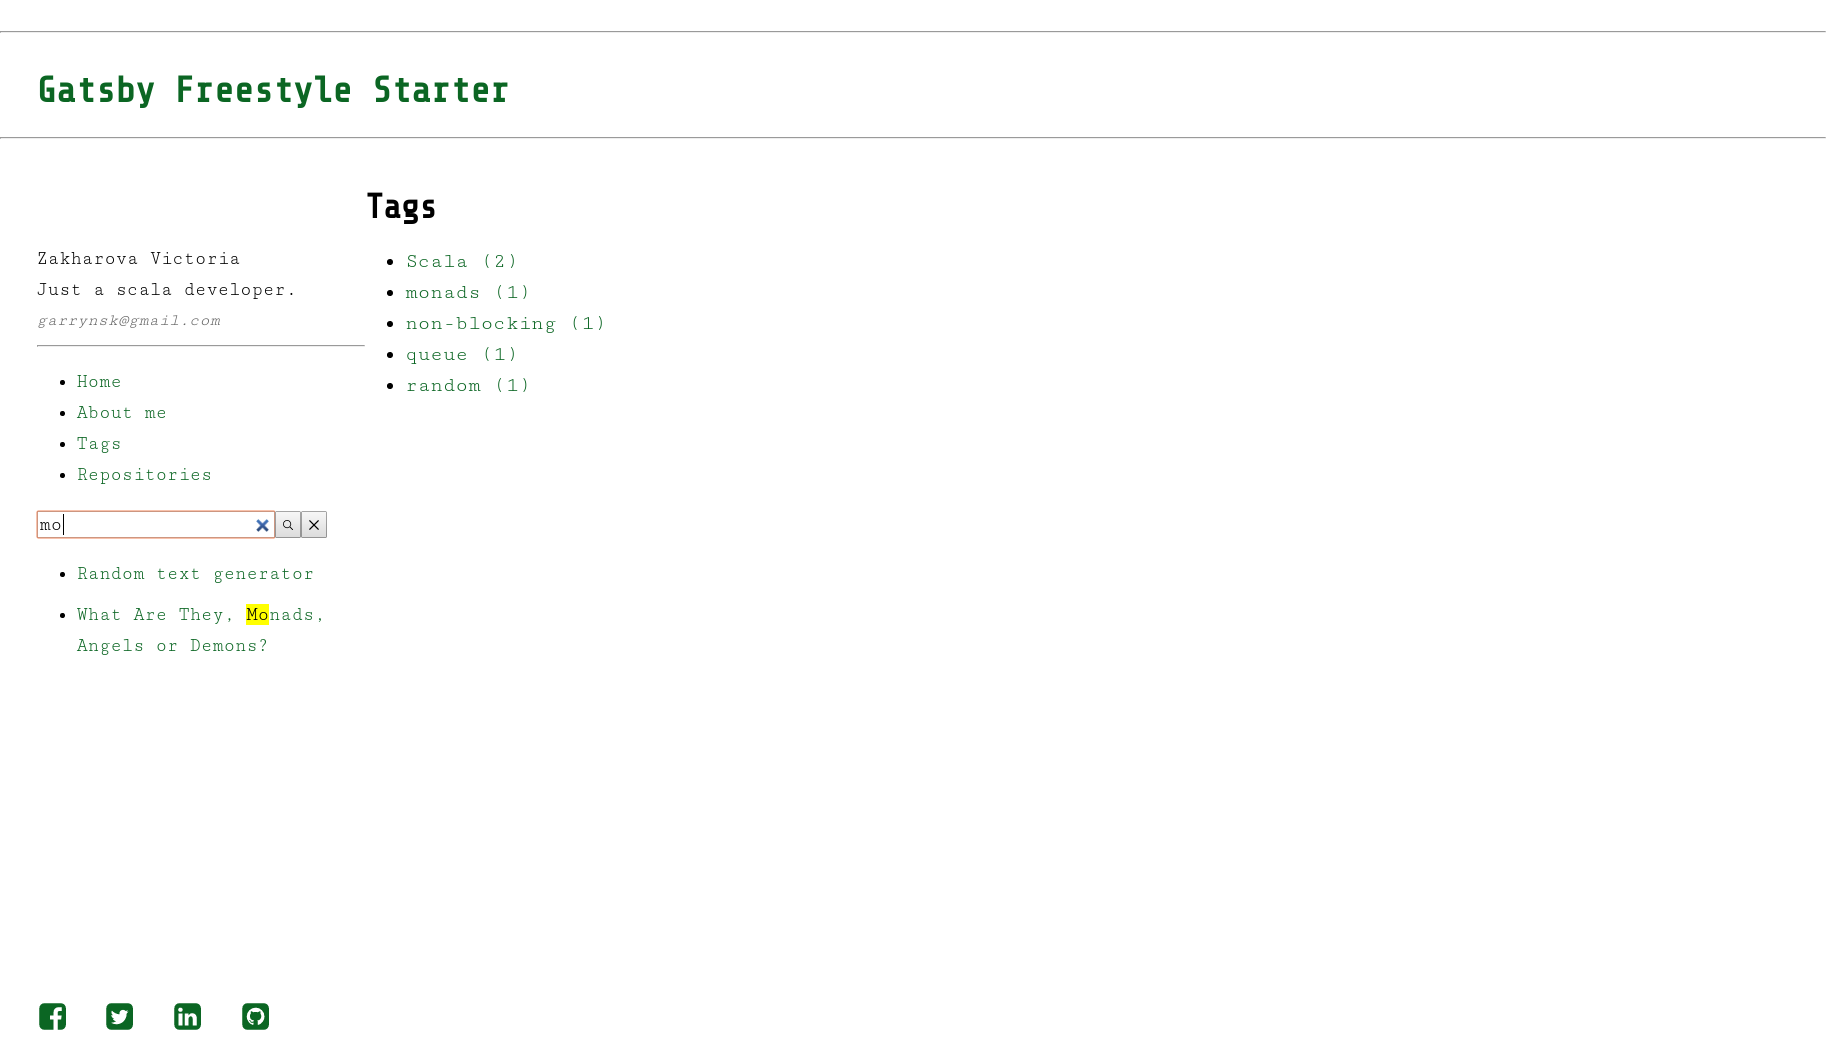 Gatsby Freestyle Starter
Zakharova Victoria
Just a scala developer.
garrynsk@gmail.com
Home
About me
Tags
Repositories
mo
Random text generator
What Are They, Monads,
Angels or Demons?
Tags
Scala (2)
monads (1)
non-blocking (1)
queue (1)
random (1)